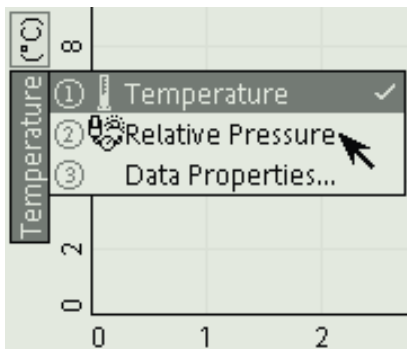 (°C)
8
Temperature
① Temperature ✓
② Relative Pressure
③ Data Properties...
2
0
0 1 2